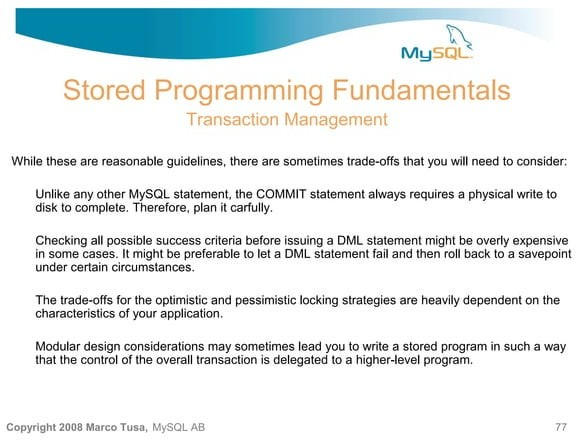 MySQL
Stored Programming Fundamentals
Transaction Management
While these are reasonable guidelines, there are sometimes trade-offs that you will need to consider:
Unlike any other MySQL statement, the COMMIT statement always requires a physical write to
disk to complete. Therefore, plan it carfully.
Checking all possible success criteria before issuing a DML statement might be overly expensive
in some cases. It might be preferable to let a DML statement fail and then roll back to a savepoint
under certain circumstances.
The trade-offs for the optimistic and pessimistic locking strategies are heavily dependent on the
characteristics of your application.
Modular design considerations may sometimes lead you to write a stored program in such a way
that the control of the overall transaction is delegated to a higher-level program.
Copyright 2008 Marco Tusa, MySQL AB 77